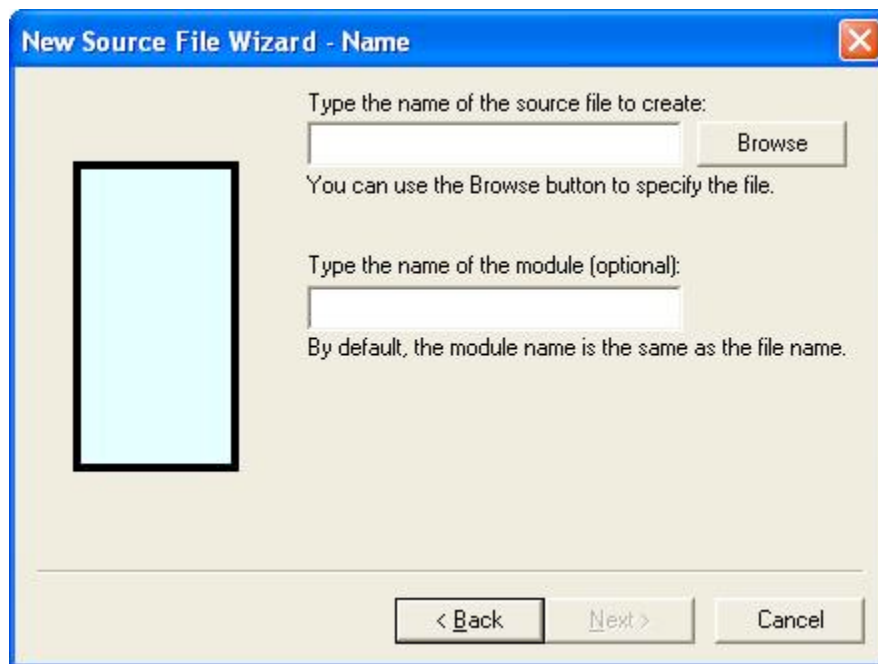 New Source File Wizard - Name
Type the name of the source file to create:
Browse
You can use the Browse button to specify the file.
Type the name of the module (optional):
By default, the module name is the same as the file name.
< Back
Next >
Cancel